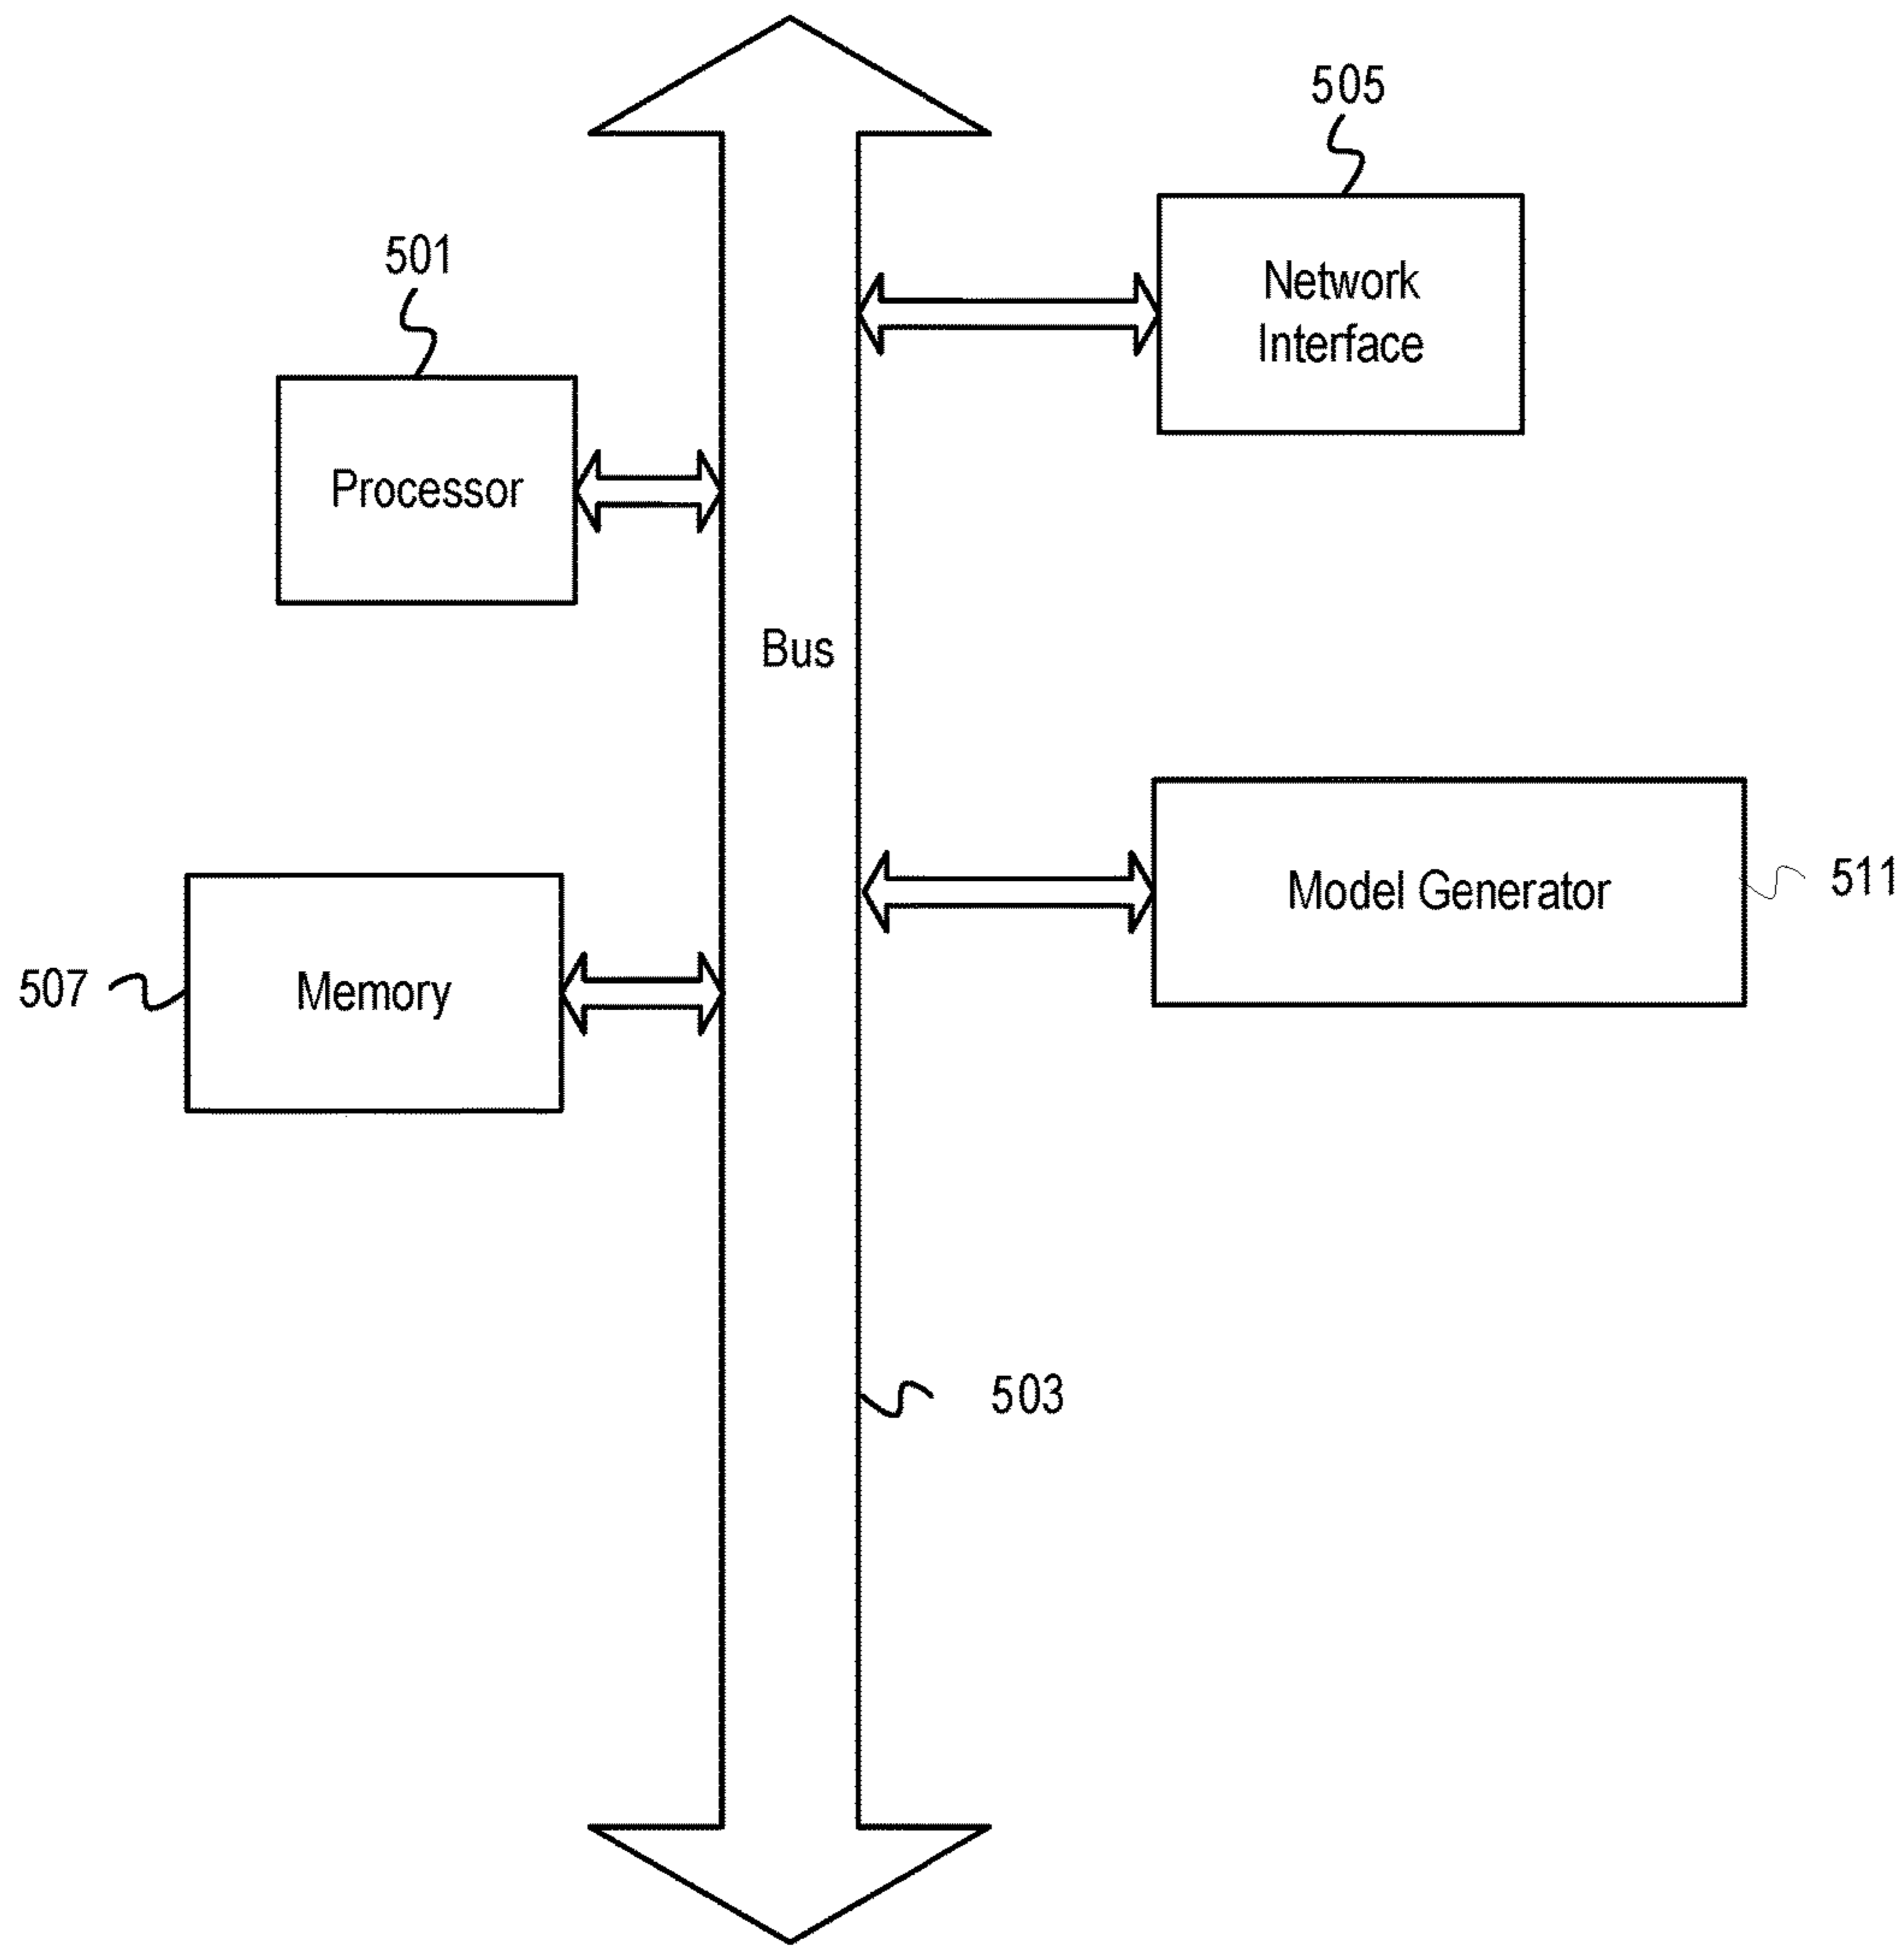 505
Network
Interface
501
Processor
Bus
Model Generator
511
507
Memory
503